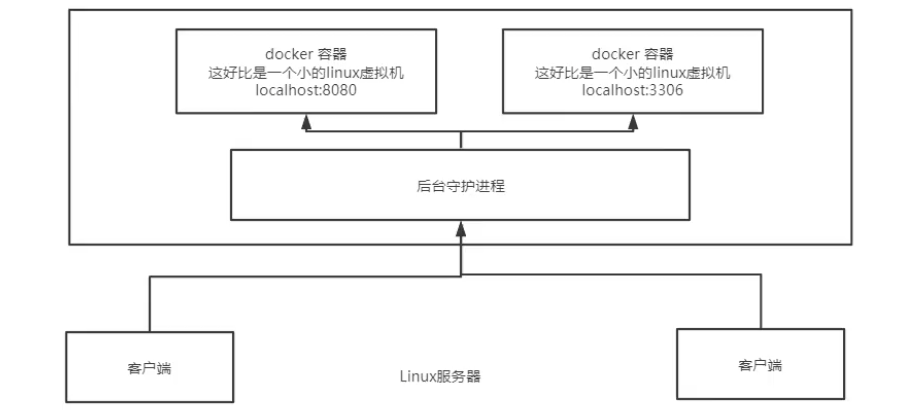 docker 容器
这好比是一个小的linux虚拟机
localhost:8080
docker 容器
这好比是一个小的linux虚拟机
localhost:3306
后台守护进程
客户端
客户端
Linux服务器